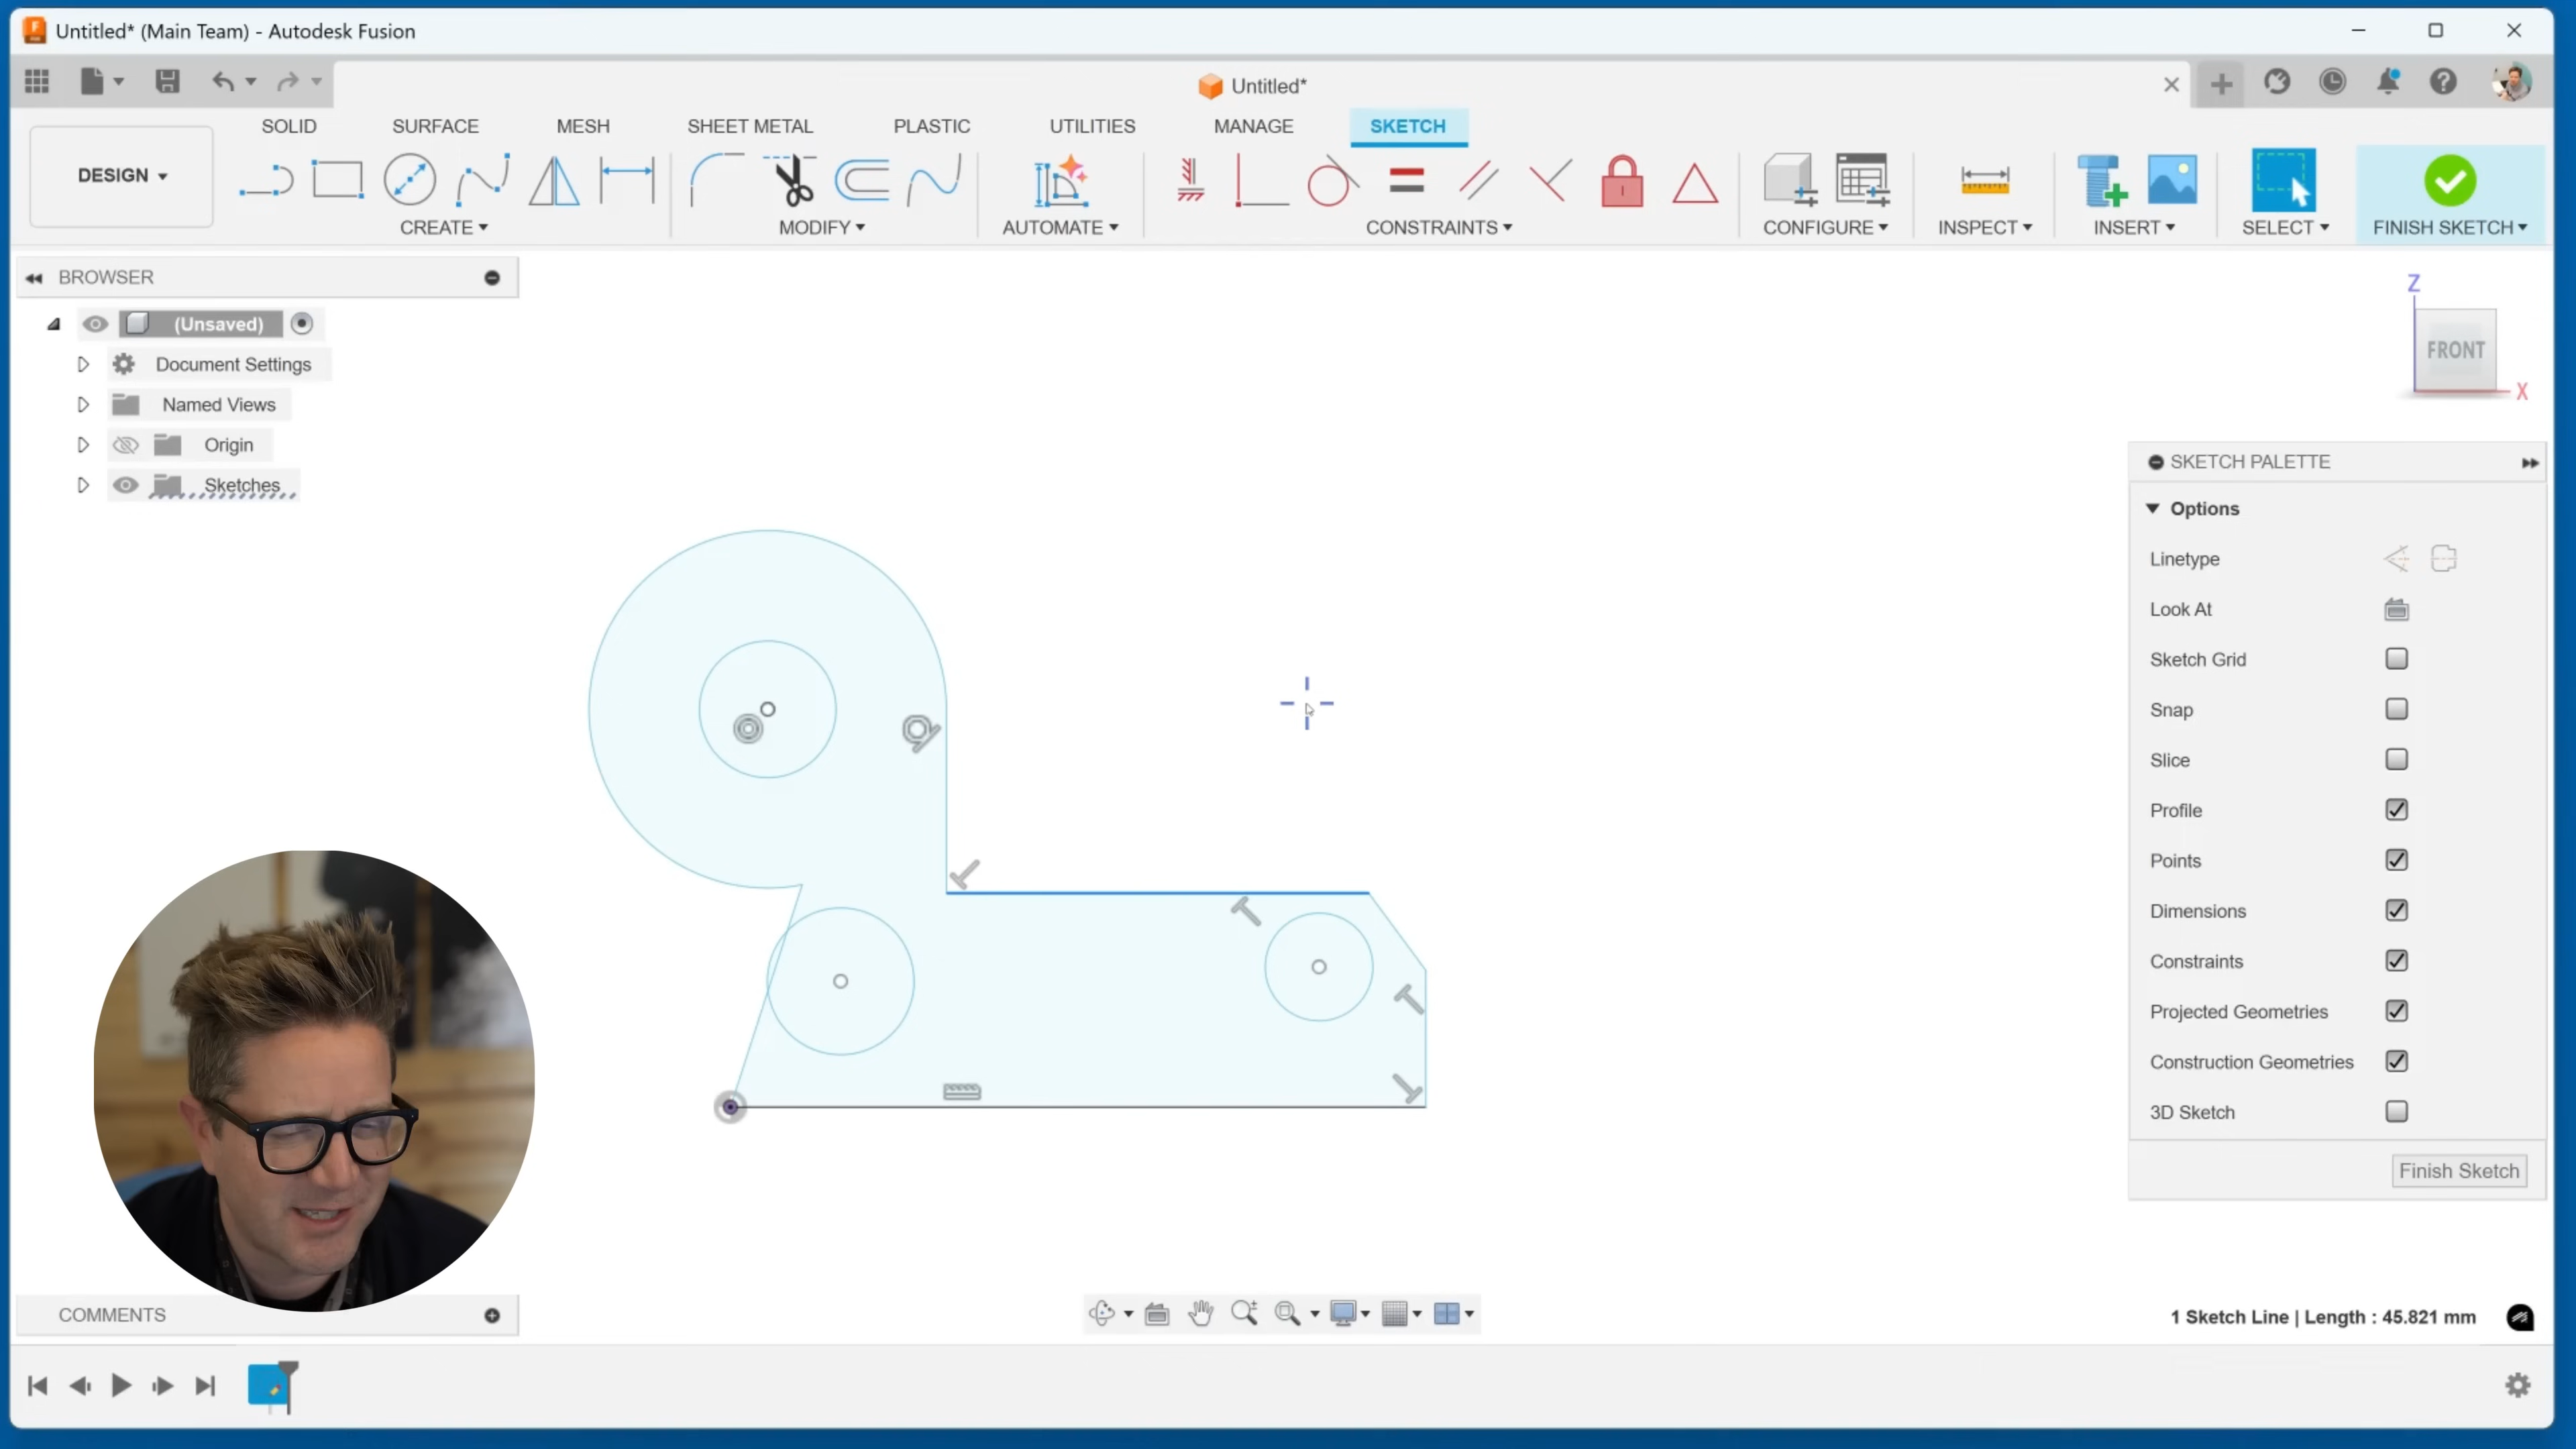 Untitled* (Main Team) - Autodesk Fusion
Untitled*
SOLID SURFACE MESH SHEET METAL PLASTIC UTILITIES MANAGE SKETCH
DESIGN
CREATE MODIFY AUTOMATE CONSTRAINTS CONFIGURE INSPECT INSERT SELECT FINISH SKETCH
BROWSER
(Unsaved)
Document Settings
Named Views
Origin
Sketches
Z
FRONT
X
SKETCH PALETTE
Options
Linetype
Look At
Sketch Grid
Snap
Slice
Profile
Points
Dimensions
Constraints
Projected Geometries
Construction Geometries
3D Sketch
Finish Sketch
COMMENTS
1 Sketch Line | Length : 45.821 mm